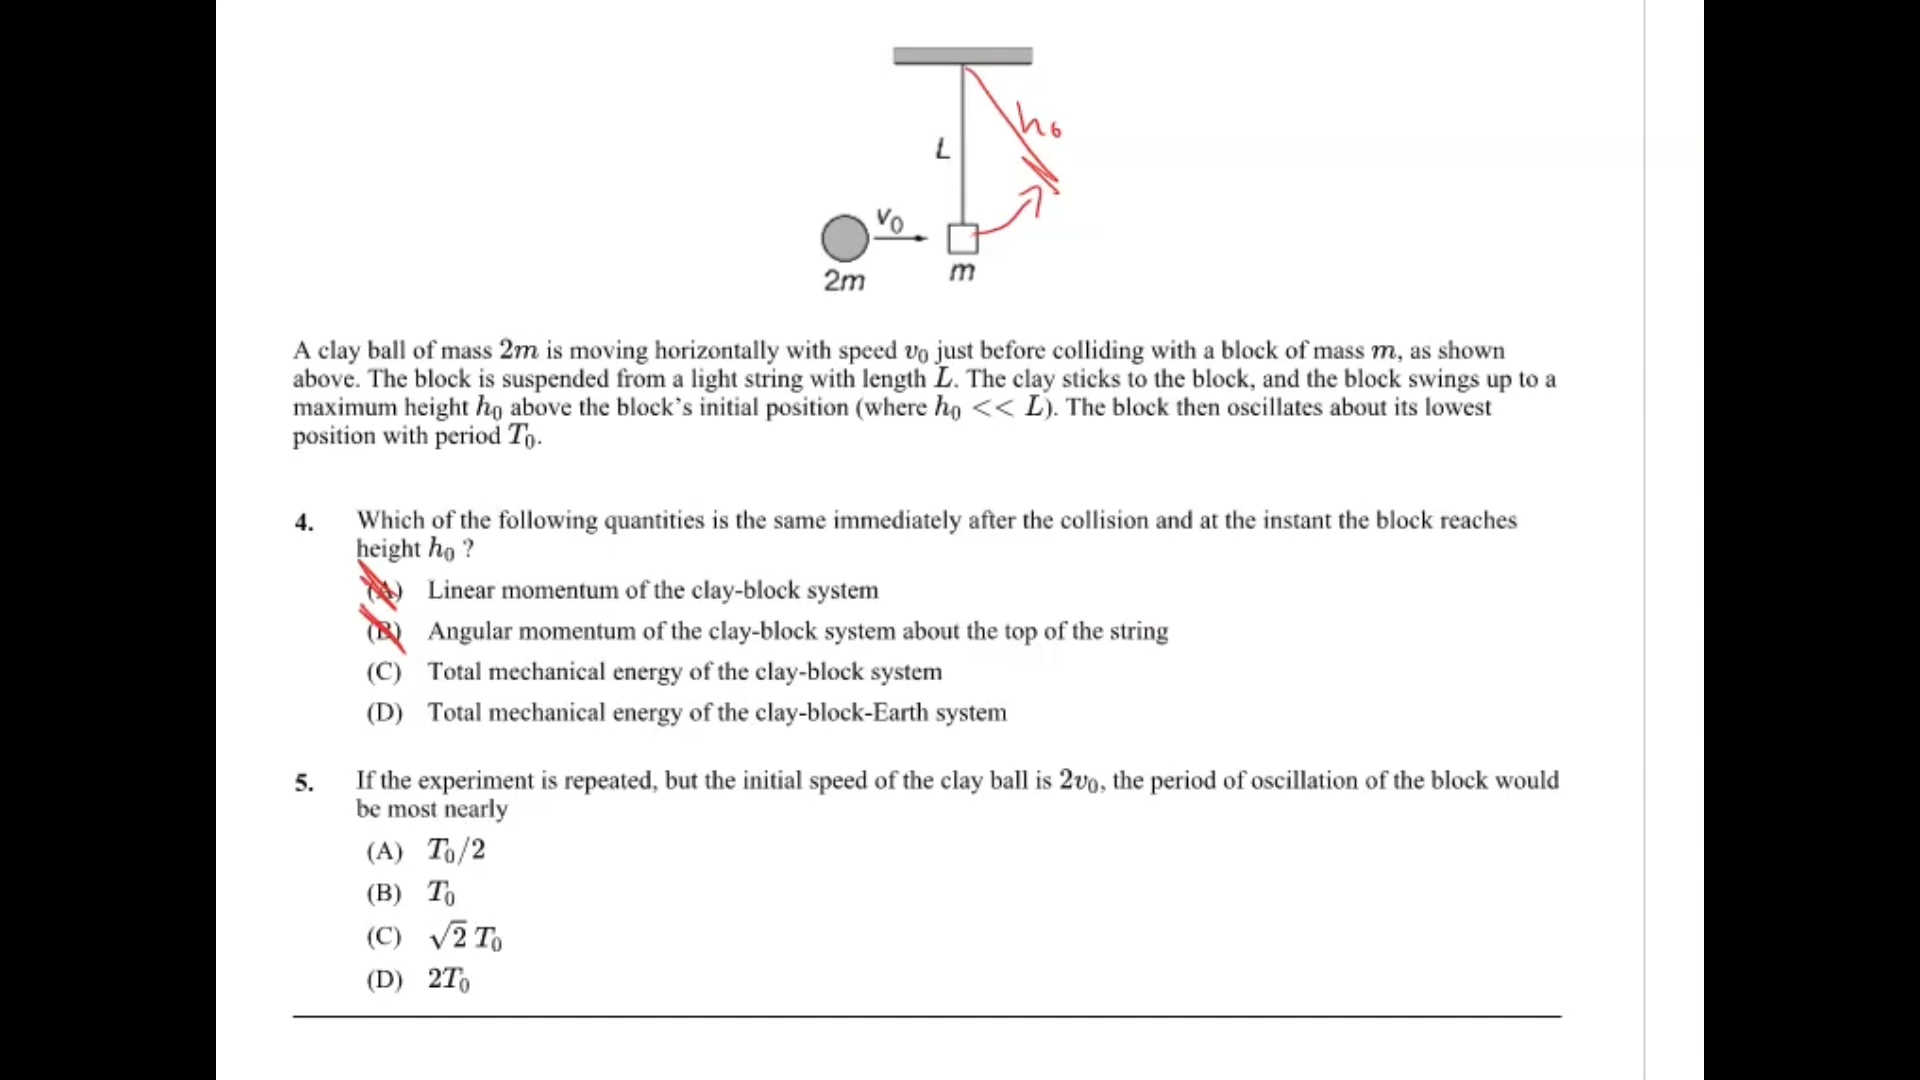 h₀
L
v₀
2m
m
A clay ball of mass 2m is moving horizontally with speed v₀ just before colliding with a block of mass m, as shown
above. The block is suspended from a light string with length L. The clay sticks to the block, and the block swings up to a
maximum height h₀ above the block's initial position (where h₀ << L). The block then oscillates about its lowest
position with period T₀.
4. Which of the following quantities is the same immediately after the collision and at the instant the block reaches
height h₀ ?
(A) Linear momentum of the clay-block system
(B) Angular momentum of the clay-block system about the top of the string
(C) Total mechanical energy of the clay-block system
(D) Total mechanical energy of the clay-block-Earth system
5. If the experiment is repeated, but the initial speed of the clay ball is 2v₀, the period of oscillation of the block would
be most nearly
(A) T₀/2
(B) T₀
(C) √2 T₀
(D) 2T₀